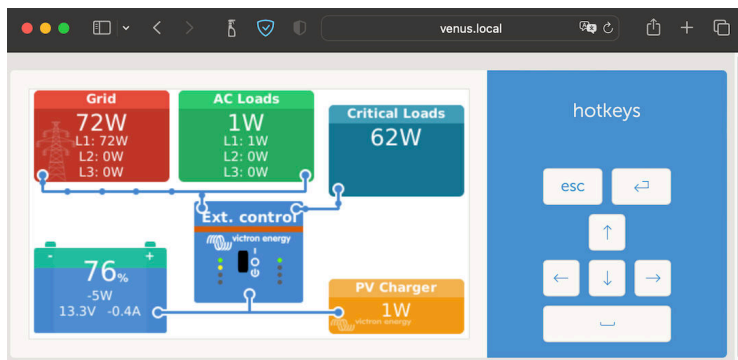 venus.local
Grid
72W
L1: 72W
L2: 0W
L3: 0W
AC Loads
1W
L1: 1W
L2: 0W
L3: 0W
Critical Loads
62W
Ext. control
victron energy
I
O
- +
76%
-5W
13.3V -0.4A
PV Charger
1W
victron energy
hotkeys
esc